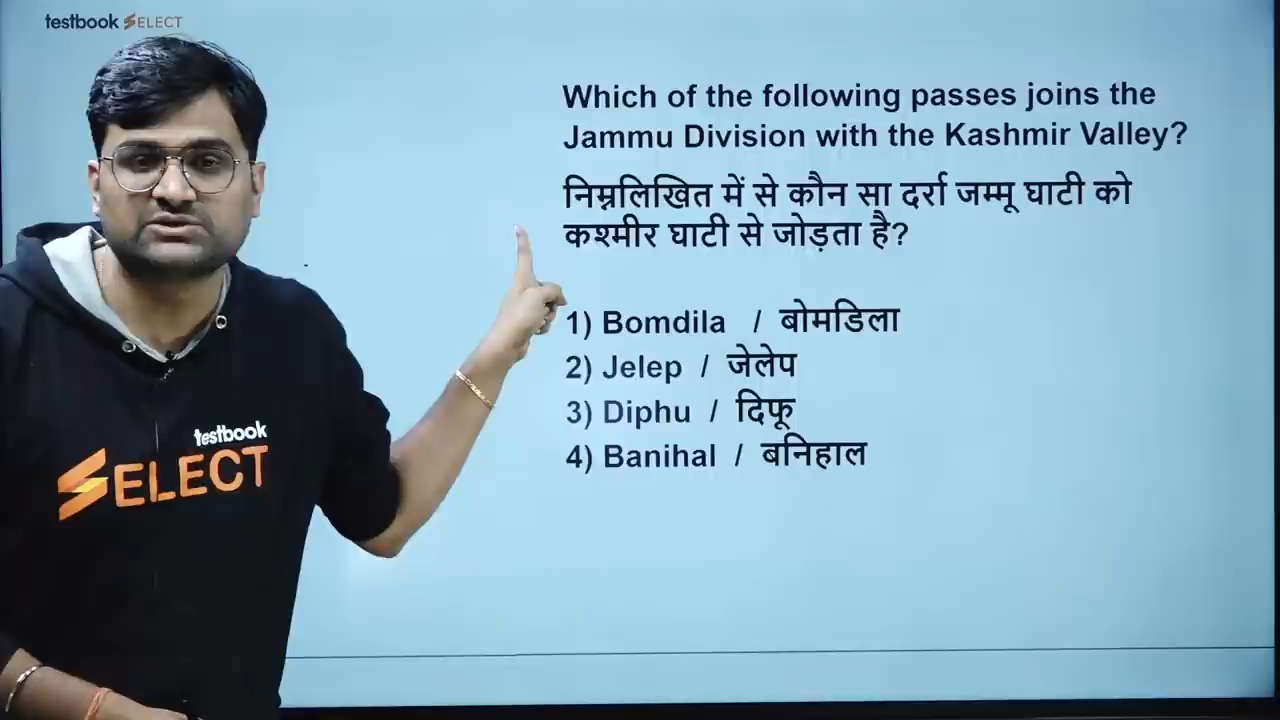 testbook SELECT
Which of the following passes joins the
Jammu Division with the Kashmir Valley?
निम्नलिखित में से कौन सा दर्रा जम्मू घाटी को
कश्मीर घाटी से जोड़ता है?
1) Bomdila / बोमडिला
2) Jelep / जेलेप
3) Diphu / दिफू
4) Banihal / बनिहाल
testbook
SELECT